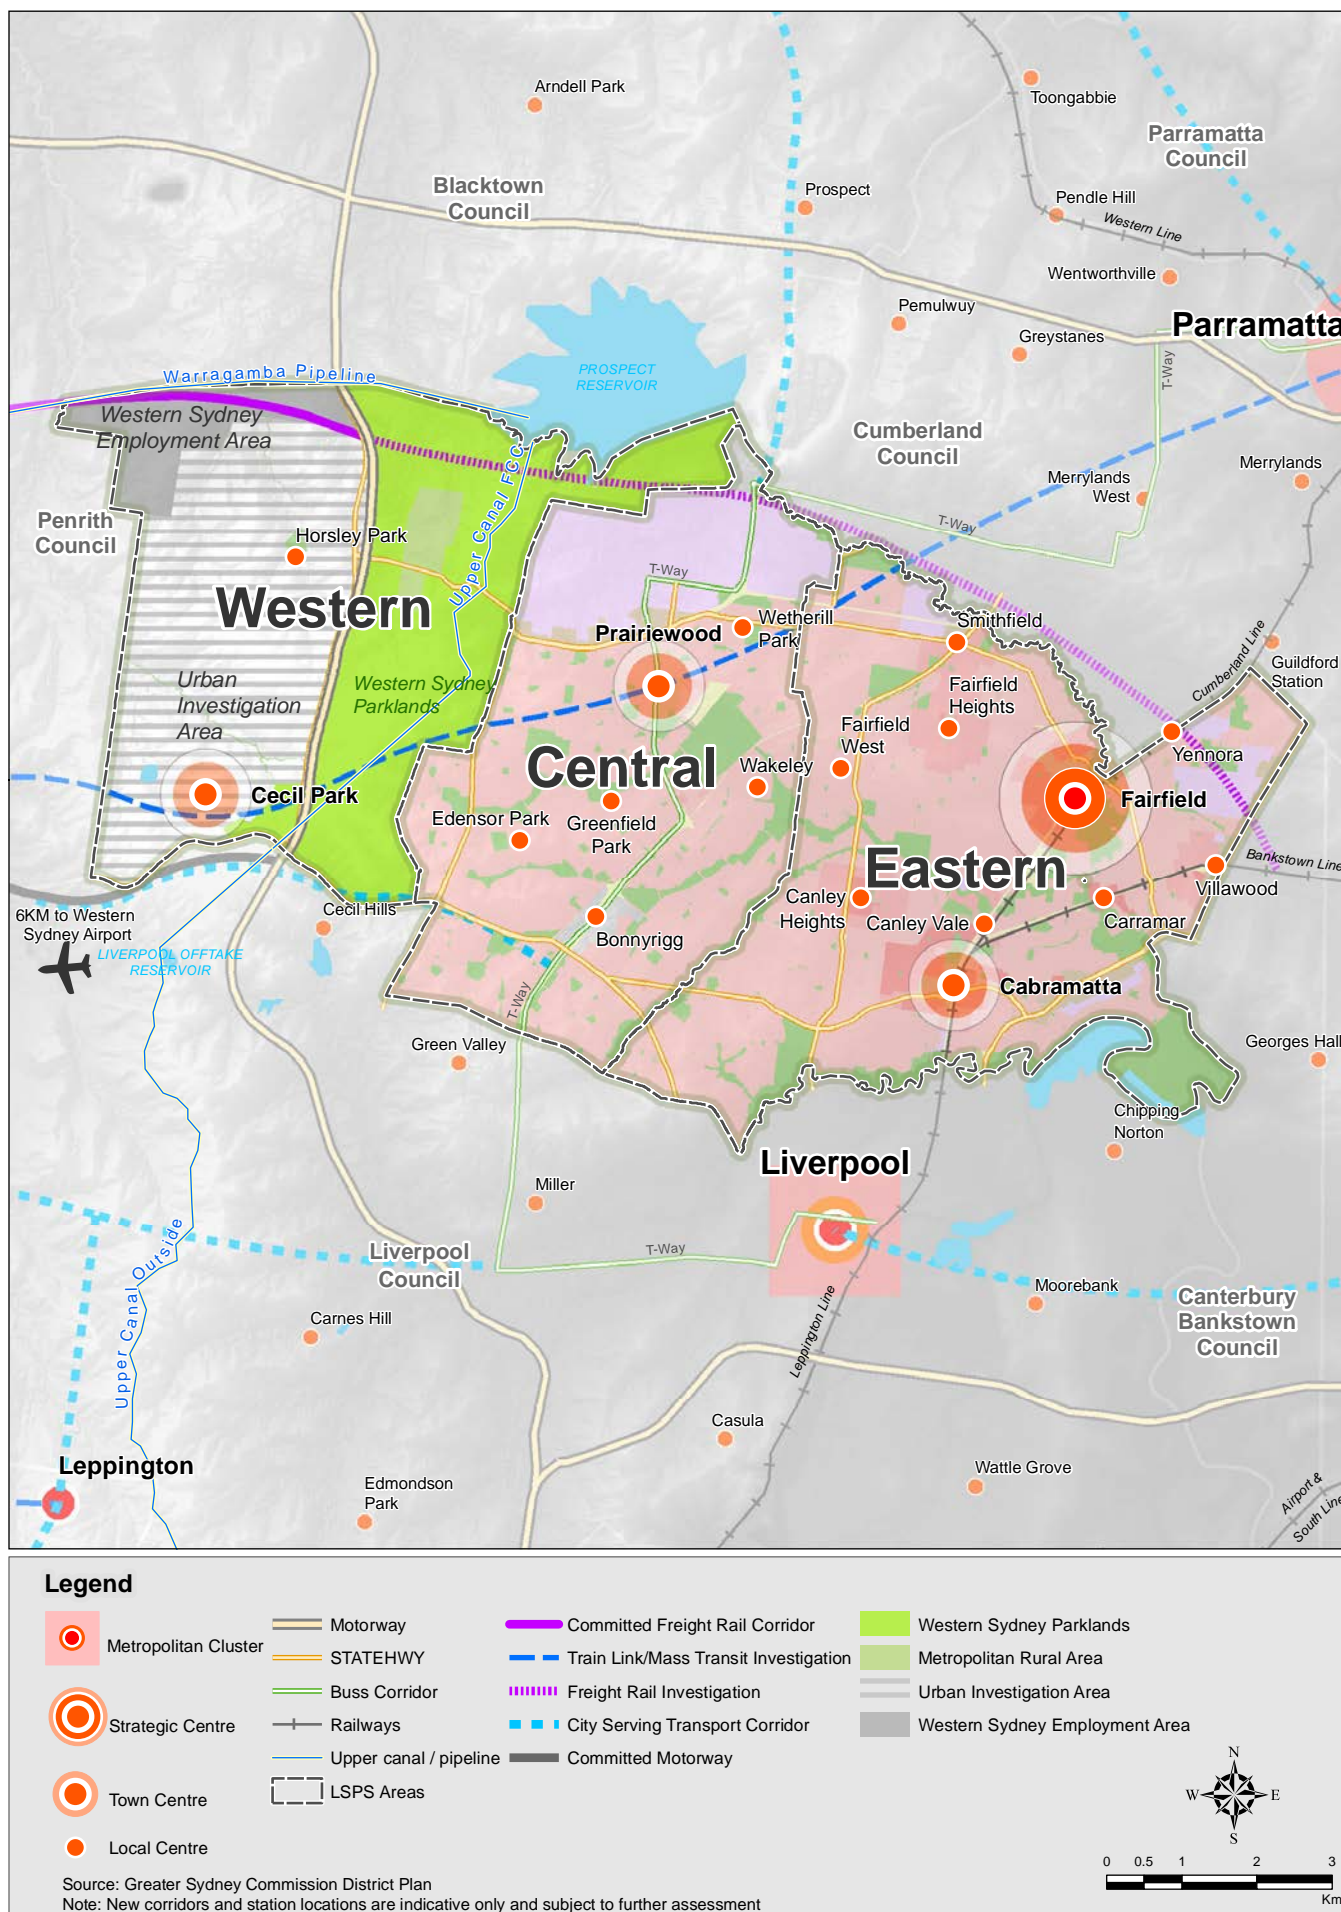 Arndell Park
Toongabbie
Parramatta
Council
Blacktown
Council
Prospect
Pendle Hill
Western Line
Wentworthville
Pemulwuy
Parramatta
Greystanes
T-Way
PROSPECT
RESERVOIR
Warragamba Pipeline
Western Sydney
Employment Area
Cumberland
Council
Merrylands
Merrylands
West
Upper Canal FCC
Penrith
Council
T-Way
Horsley Park
T-Way
Western
Prairiewood
Wetherill
Park
Smithfield
Cumberland Line
Guildford
Station
Urban
Investigation
Area
Western Sydney
Parklands
Fairfield
Heights
Fairfield
West
Yennora
Central
Wakeley
Cecil Park
Fairfield
Edensor Park
Greenfield
Park
Eastern
Bankstown Line
Villawood
Canley
Heights
Canley Vale
Carramar
6KM to Western
Sydney Airport
Cecil Hills
Bonnyrigg
LIVERPOOL OFFTAKE
RESERVOIR
Cabramatta
T-Way
Green Valley
Georges Hall
Chipping
Norton
Liverpool
Miller
Upper Canal Outside
Liverpool
Council
T-Way
Moorebank
Canterbury
Bankstown
Council
Carnes Hill
Leppington Line
Casula
Leppington
Edmondson
Park
Wattle Grove
Airport &
South Line
Legend
Metropolitan Cluster
Strategic Centre
Town Centre
Local Centre
Motorway
STATEHWY
Buss Corridor
Railways
Upper canal / pipeline
LSPS Areas
Committed Freight Rail Corridor
Train Link/Mass Transit Investigation
Freight Rail Investigation
City Serving Transport Corridor
Committed Motorway
Western Sydney Parklands
Metropolitan Rural Area
Urban Investigation Area
Western Sydney Employment Area
N
W E
S
0 0.5 1 2 3
Km
Source: Greater Sydney Commission District Plan
Note: New corridors and station locations are indicative only and subject to further assessment